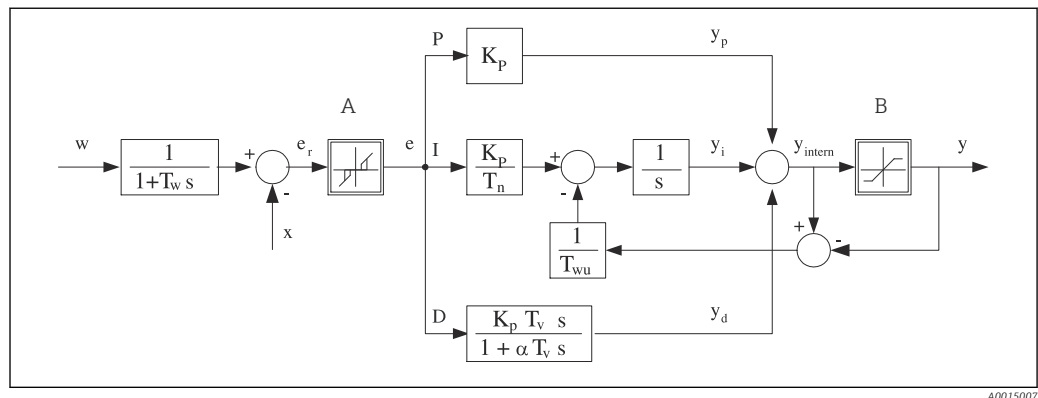 P
y_p
K_P
A
B
w
1
1+T_w s
+
e_r
-
x
e
I
K_P
T_n
+
-
1
s
y_i
y_intern
y
+
-
1
T_wu
D
K_p T_v s
1 + α T_v s
y_d
A0015007